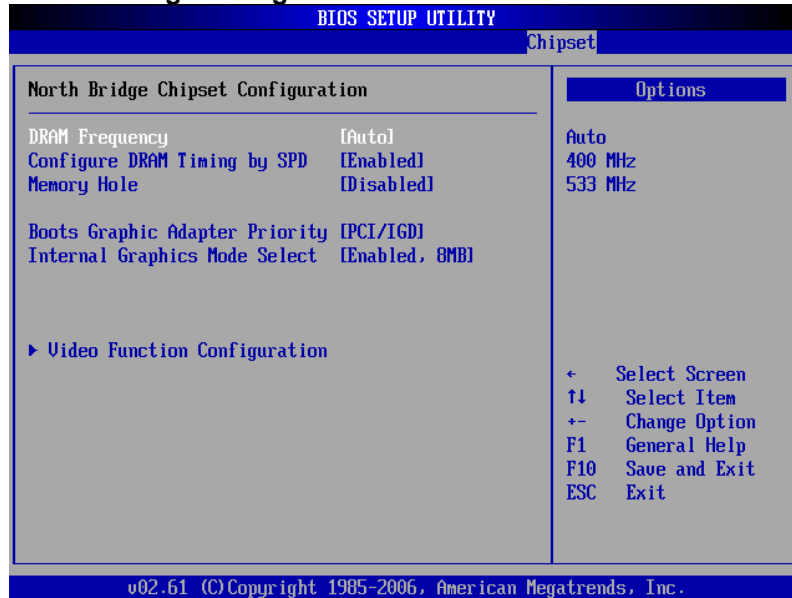 BIOS SETUP UTILITY
Chipset
North Bridge Chipset Configuration
DRAM Frequency [Auto]
Configure DRAM Timing by SPD [Enabled]
Memory Hole [Disabled]
Boots Graphic Adapter Priority [PCI/IGD]
Internal Graphics Mode Select [Enabled, 8MB]
▶ Video Function Configuration
Options
Auto
400 MHz
533 MHz
← Select Screen
↑↓ Select Item
+- Change Option
F1 General Help
F10 Save and Exit
ESC Exit
v02.61 (C)Copyright 1985-2006, American Megatrends, Inc.